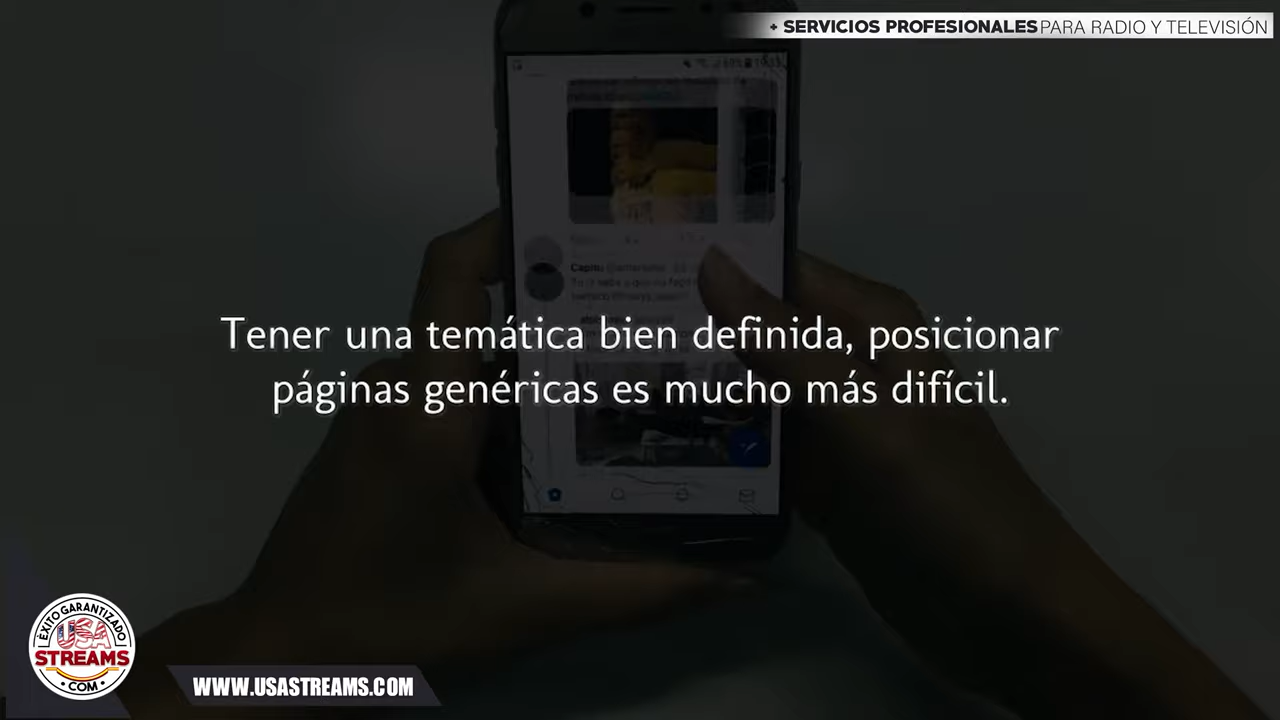 + SERVICIOS PROFESIONALES PARA RADIO Y TELEVISIÓN
Capitu
Tener una temática bien definida, posicionar
páginas genéricas es mucho más difícil.
ÉXITO GARANTIZADO
USA
STREAMS
.COM
WWW.USASTREAMS.COM